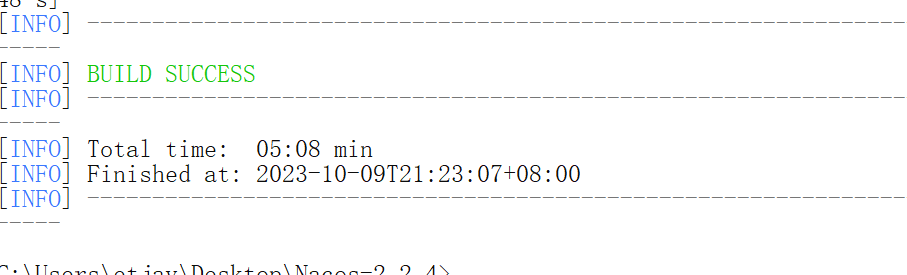 48 s]
[INFO] ---------------------------------------------------------------
-----
[INFO] BUILD SUCCESS
[INFO] ---------------------------------------------------------------
-----
[INFO] Total time:  05:08 min
[INFO] Finished at: 2023-10-09T21:23:07+08:00
[INFO] ---------------------------------------------------------------
-----
C:\Users\etjav\Desktop\Nacos-2.2.4>